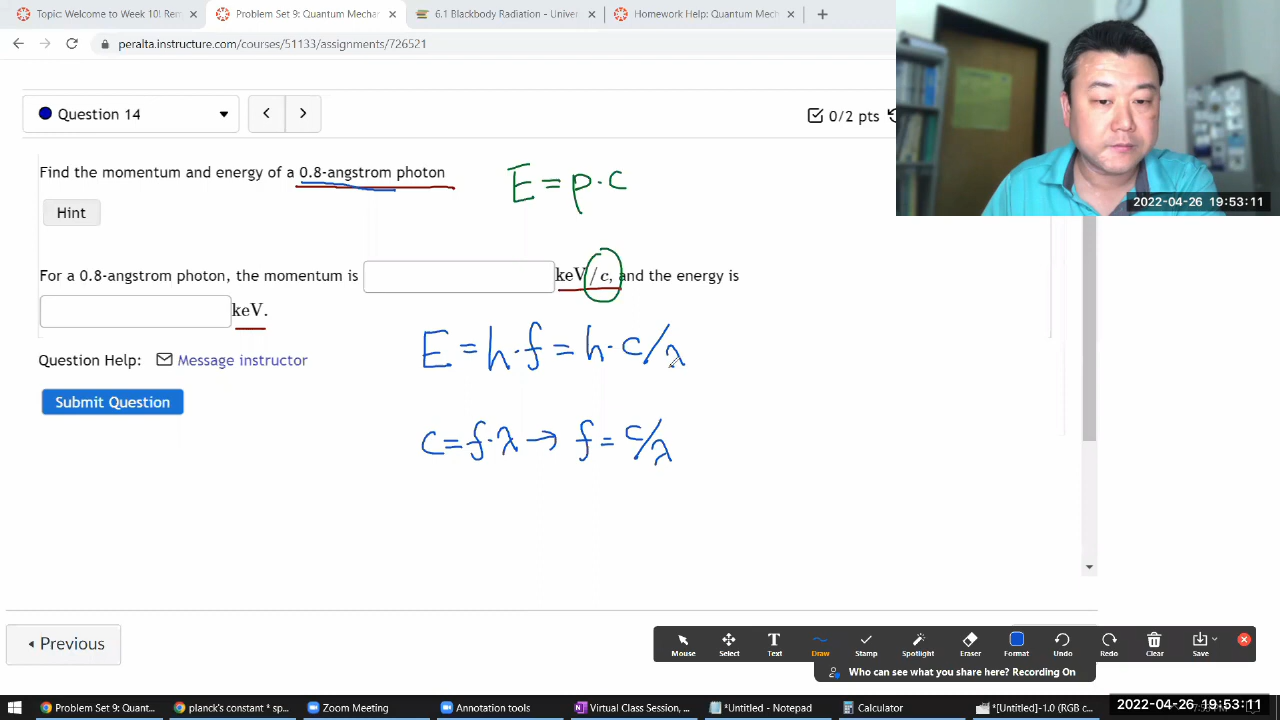 Topic: Welcome to Week 10! Rem
Problem Set 9: Quantum Mechan
6.1 Blackbody Radiation - Univer
Homework Help: Quantum Mech
peralta.instructure.com/courses/51133/assignments/726521
2022-04-26 19:53:11
Question 14
0/2 pts
Find the momentum and energy of a 0.8-angstrom photon
E = p·c
Hint
For a 0.8-angstrom photon, the momentum is keV/c, and the energy is
keV.
E = h·f = h·c/λ
Question Help: Message instructor
Submit Question
c = f·λ → f = c/λ
Previous
Mouse Select Text Draw Stamp Spotlight Eraser Format Undo Redo Clear Save
Who can see what you share here? Recording On
Problem Set 9: Quant... planck's constant * sp... Zoom Meeting Annotation tools Virtual Class Session, ... *Untitled - Notepad Calculator *[Untitled]-1.0 (RGB c... 2022-04-26 19:53:11